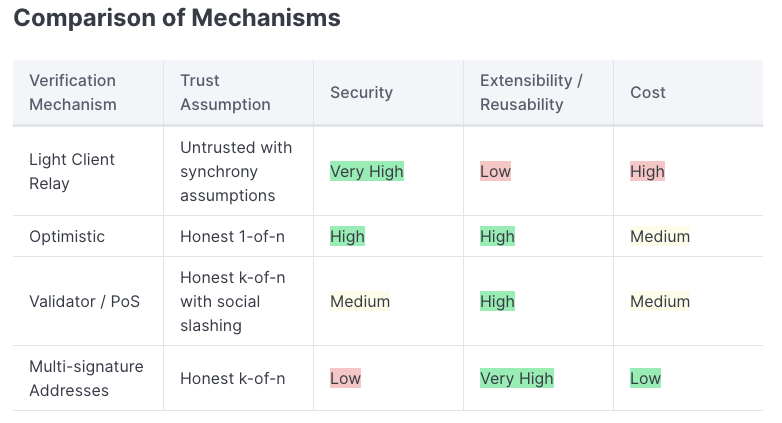 Comparison of Mechanisms
Verification Mechanism
Trust Assumption
Security
Extensibility / Reusability
Cost
Light Client Relay
Untrusted with synchrony assumptions
Very High
Low
High
Optimistic
Honest 1-of-n
High
High
Medium
Validator / PoS
Honest k-of-n with social slashing
Medium
High
Medium
Multi-signature Addresses
Honest k-of-n
Low
Very High
Low